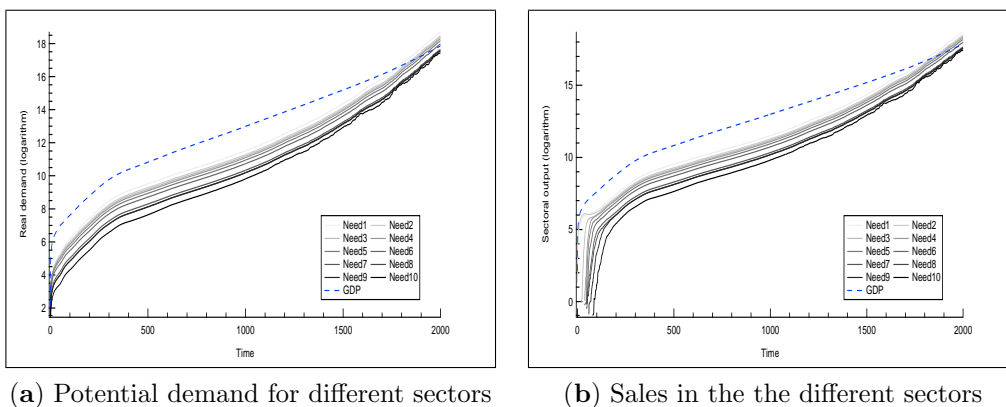 Real demand (logarithm)
18
16
14
12
10
8
6
4
2
0
500
1000
1500
2000
Time
Need1 Need2
Need3 Need4
Need5 Need6
Need7 Need8
Need9 Need10
GDP
(a) Potential demand for different sectors
Sectoral output (logarithm)
15
10
5
0
0
500
1000
1500
2000
Time
Need1 Need2
Need3 Need4
Need5 Need6
Need7 Need8
Need9 Need10
GDP
(b) Sales in the the different sectors